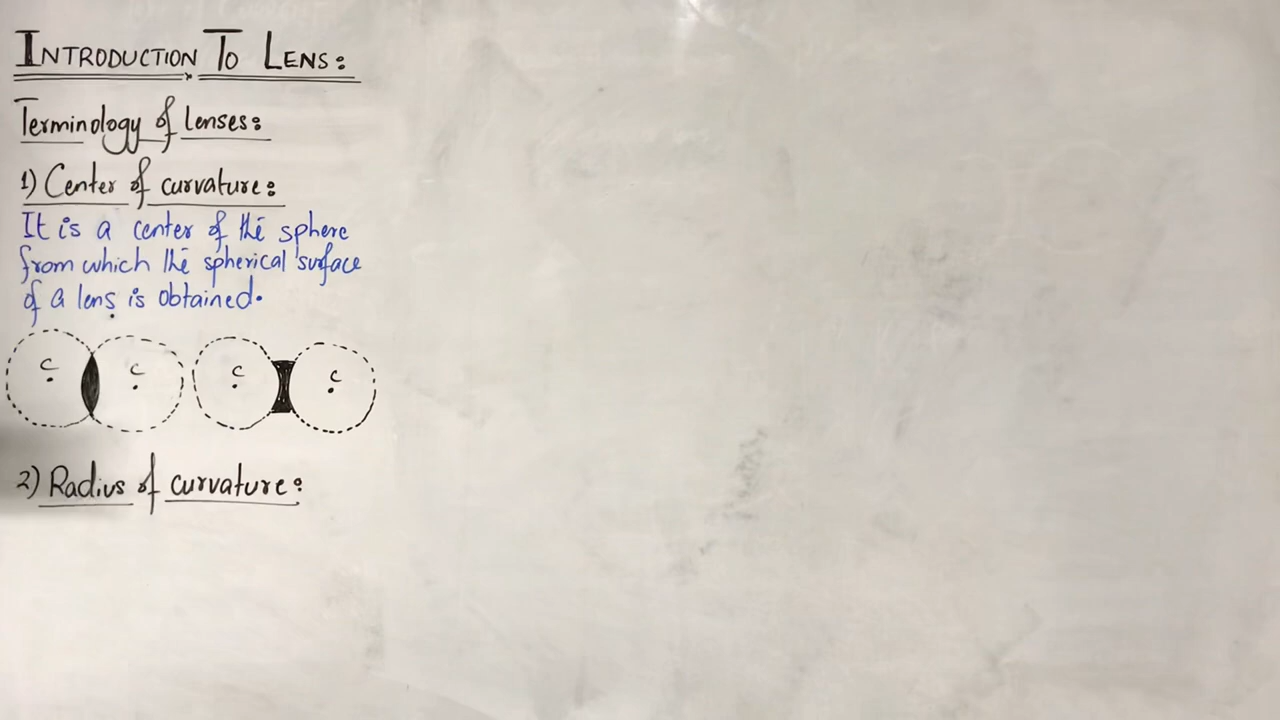 INTRODUCTION TO LENS:
Terminology of Lenses:
1) Center of curvature:
It is a center of the sphere
from which the spherical surface
of a lens is obtained.
C C C C
2) Radius of curvature: